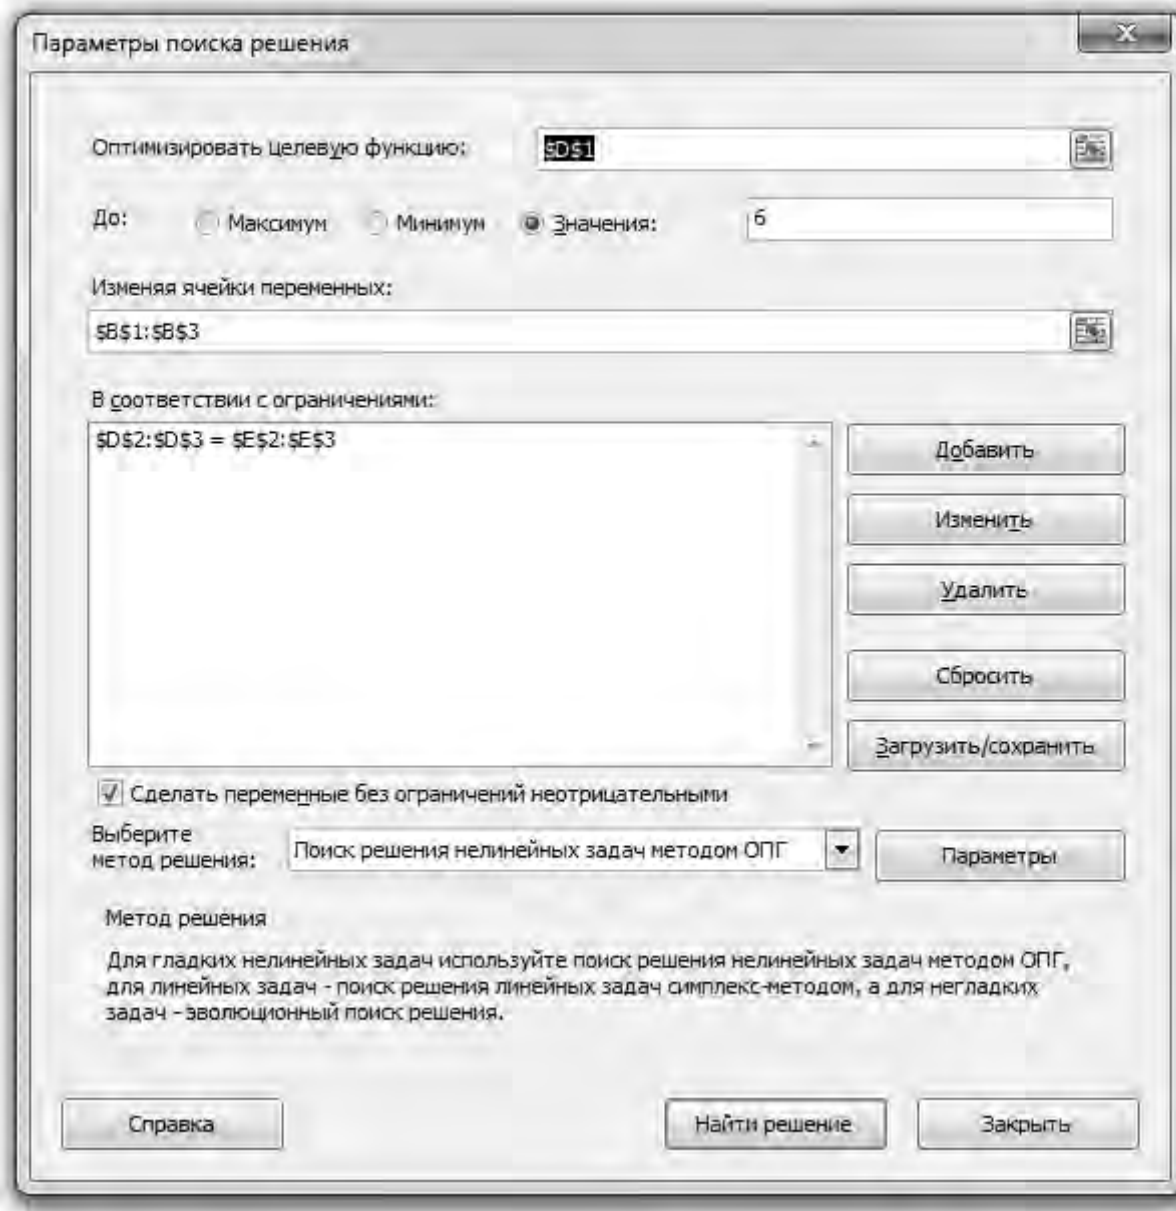 Параметры поиска решения
Оптимизировать целевую функцию:
$D$1
До:
Максимум
Минимум
Значения:
6
Изменяя ячейки переменных:
$B$1:$B$3
В соответствии с ограничениями:
$D$2:$D$3 = $E$2:$E$3
Добавить
Изменить
Удалить
Сбросить
Загрузить/сохранить
Сделать переменные без ограничений неотрицательными
Выберите
метод решения:
Поиск решения нелинейных задач методом ОПГ
Параметры
Метод решения
Для гладких нелинейных задач используйте поиск решения нелинейных задач методом ОПГ,
для линейных задач - поиск решения линейных задач симплекс-методом, а для негладких
задач - эволюционный поиск решения.
Справка
Найти решение
Закрыть